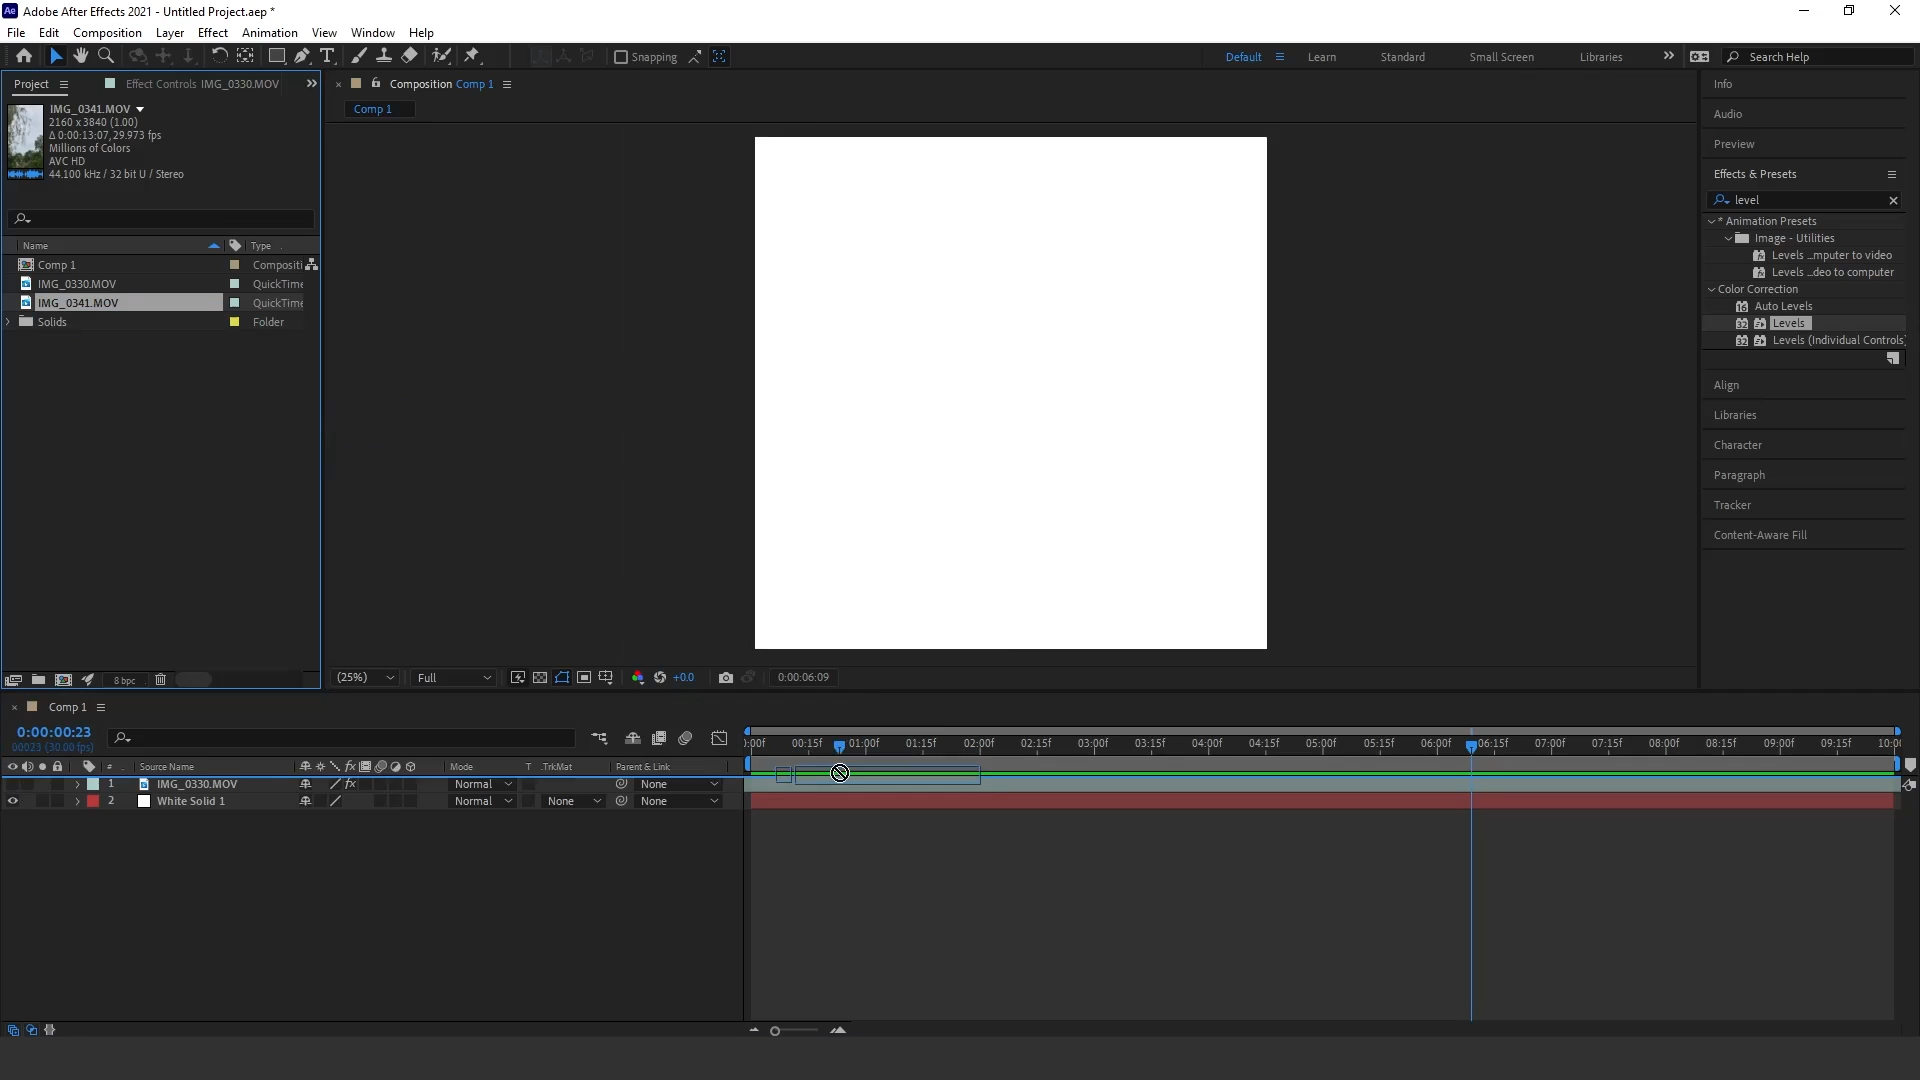 Ae Adobe After Effects 2021 - Untitled Project.aep *
File Edit Composition Layer Effect Animation View Window Help
Snapping Default Learn Standard Small Screen Libraries Search Help
Project Effect Controls IMG_0330.MOV
Composition Comp 1
Comp 1
IMG_0341.MOV
2160 x 3840 (1.00)
Δ 0:00:13:07, 29.973 fps
Millions of Colors
AVC HD
44.100 kHz / 32 bit U / Stereo
Name Type
Comp 1 Compositi
IMG_0330.MOV QuickTime
IMG_0341.MOV QuickTime
Solids Folder
8 bpc
(25%) Full +0.0 0:00:06:09
Info
Audio
Preview
Effects & Presets
level
* Animation Presets
Image - Utilities
Levels ...mputer to video
Levels ...deo to computer
Color Correction
16 Auto Levels
32 Levels
32 Levels (Individual Controls)
Align
Libraries
Character
Paragraph
Tracker
Content-Aware Fill
Comp 1
0:00:00:23
00023 (30.00 fps)
:00f 00:15f 01:00f 01:15f 02:00f 02:15f 03:00f 03:15f 04:00f 04:15f 05:00f 05:15f 06:00f 06:15f 07:00f 07:15f 08:00f 08:15f 09:00f 09:15f 10:00
# Source Name fx Mode T .TrkMat Parent & Link
1 IMG_0330.MOV fx Normal None
2 White Solid 1 Normal None None